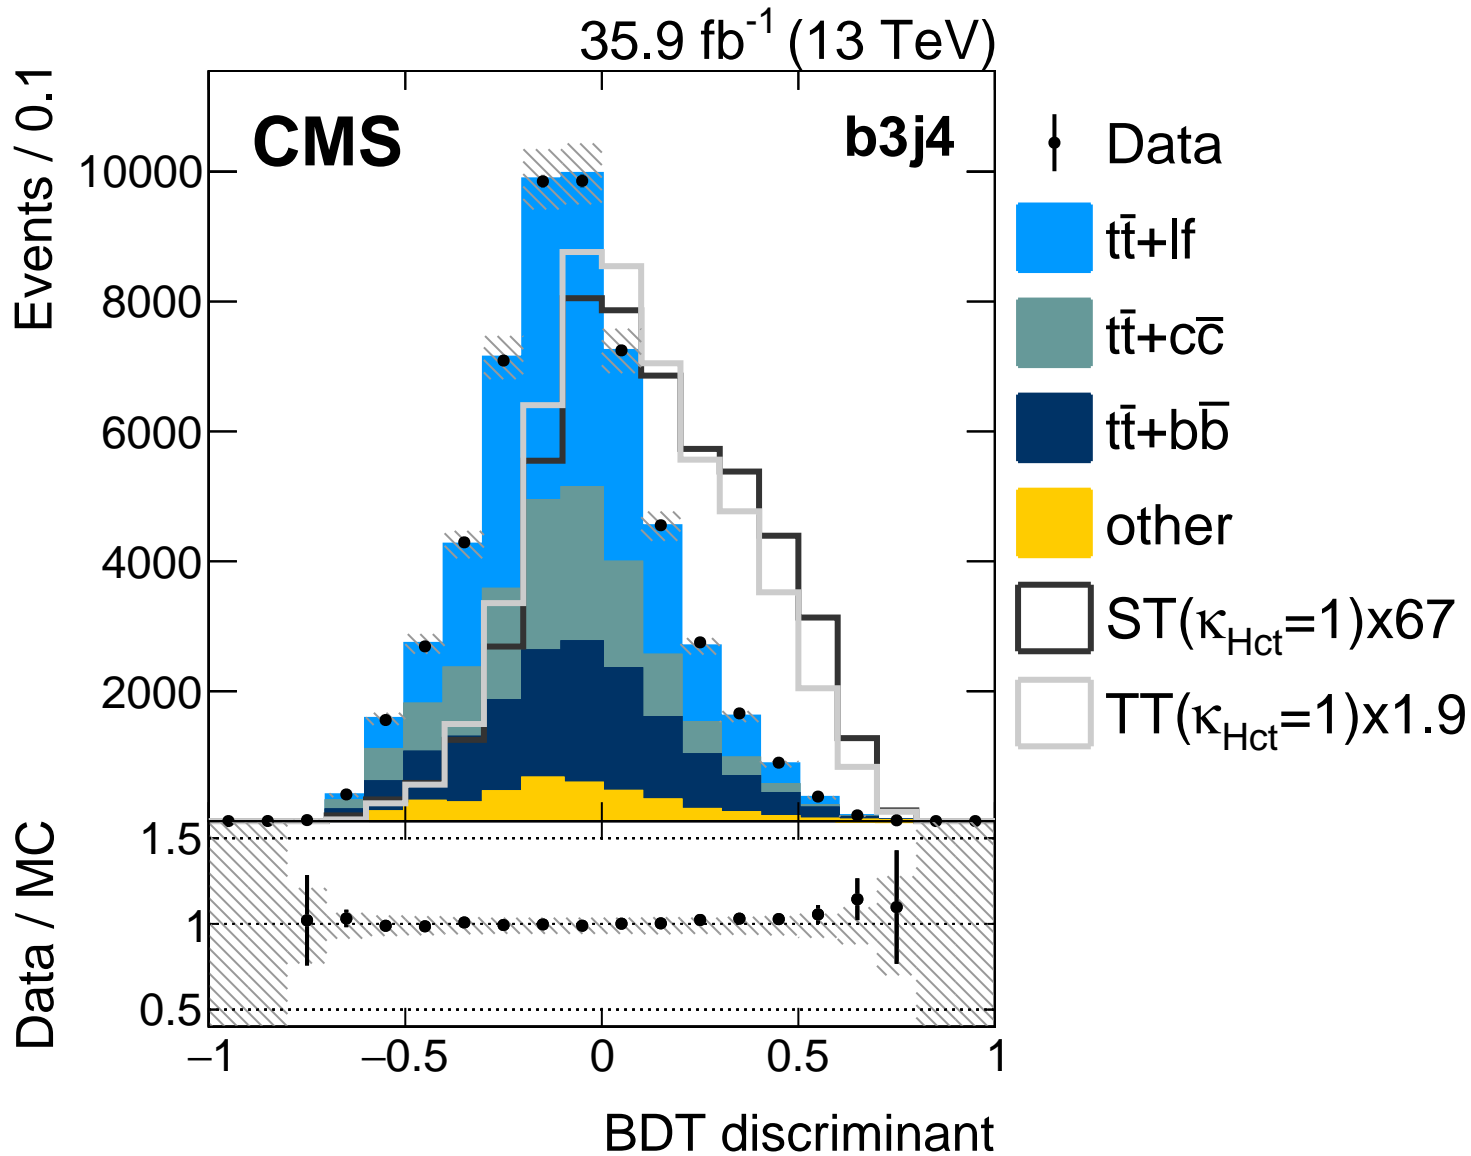 35.9 fb⁻¹ (13 TeV)
CMS
b3j4
Events / 0.1
10000
8000
6000
4000
2000
Data
tt̄+lf
tt̄+cc̄
tt̄+bb̄
other
ST(κ_Hct=1)x67
TT(κ_Hct=1)x1.9
Data / MC
1.5
1
0.5
−1 −0.5 0 0.5 1
BDT discriminant